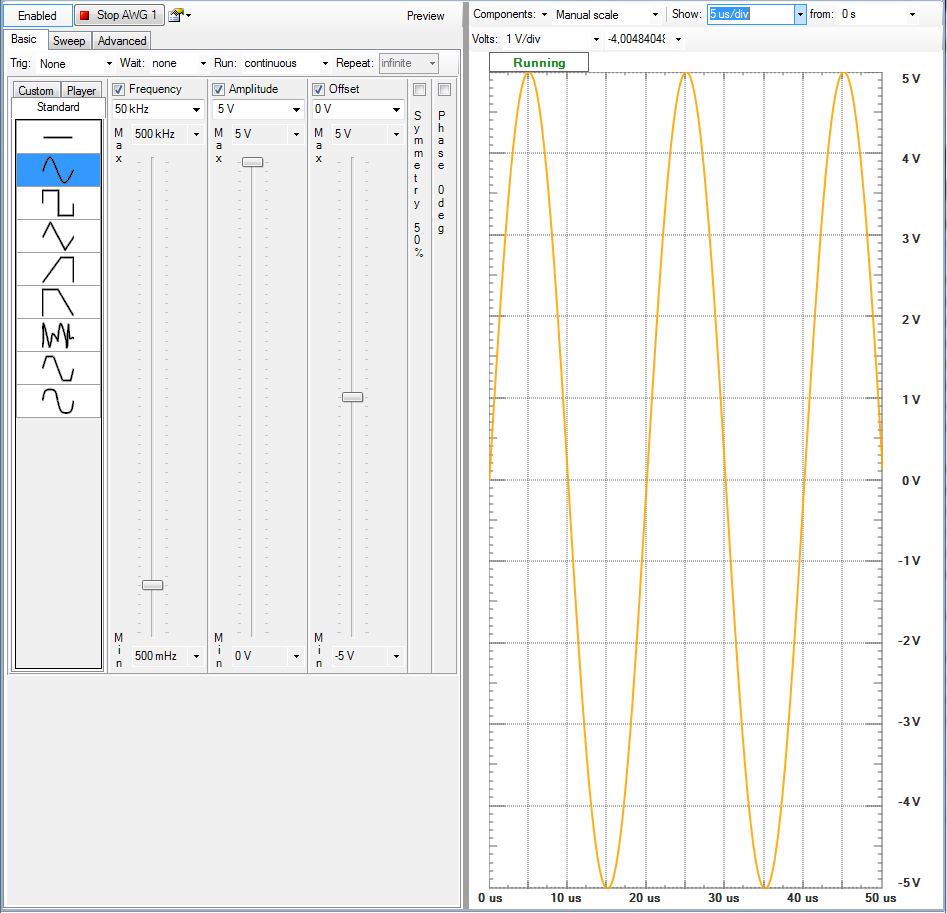 Enabled Stop AWG 1 Preview
Basic Sweep Advanced
Trig: None Wait: none Run: continuous Repeat: infinite
Custom Player
Standard
Frequency
50 kHz
Max 500 kHz
Min 500 mHz
Amplitude
5 V
Max 5 V
Min 0 V
Offset
0 V
Max 5 V
Min -5 V
Symmetry 50%
Phase 0 deg
Components: Manual scale Show: 5 us/div from: 0 s
Volts: 1 V/div -4,00484048
Running
5 V
4 V
3 V
2 V
1 V
0 V
-1 V
-2 V
-3 V
-4 V
-5 V
0 us 10 us 20 us 30 us 40 us 50 us